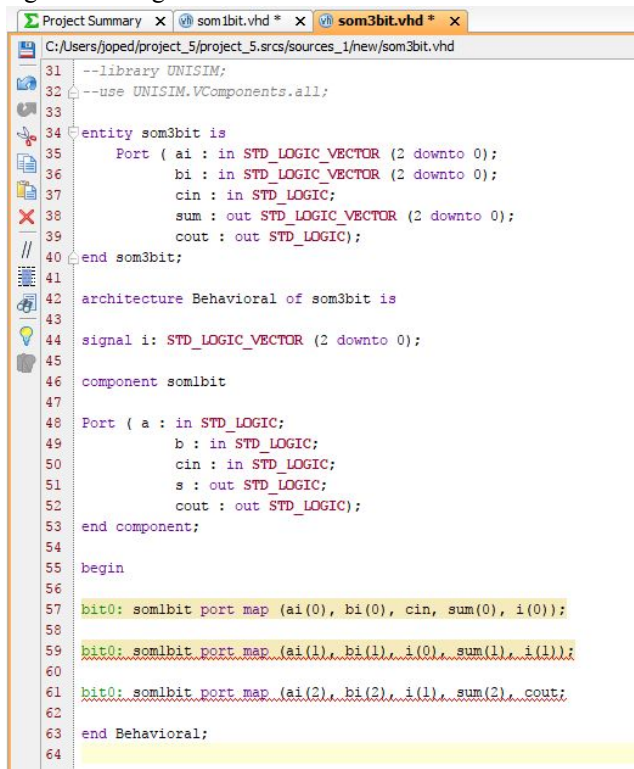 Project Summary x som1bit.vhd * x som3bit.vhd * x
C:/Users/joped/project_5/project_5.srcs/sources_1/new/som3bit.vhd
31 --library UNISIM;
32 --use UNISIM.VComponents.all;
33
34 entity som3bit is
35 Port ( ai : in STD_LOGIC_VECTOR (2 downto 0);
36 bi : in STD_LOGIC_VECTOR (2 downto 0);
37 cin : in STD_LOGIC;
38 sum : out STD_LOGIC_VECTOR (2 downto 0);
39 cout : out STD_LOGIC);
40 end som3bit;
41
42 architecture Behavioral of som3bit is
43
44 signal i: STD_LOGIC_VECTOR (2 downto 0);
45
46 component som1bit
47
48 Port ( a : in STD_LOGIC;
49 b : in STD_LOGIC;
50 cin : in STD_LOGIC;
51 s : out STD_LOGIC;
52 cout : out STD_LOGIC);
53 end component;
54
55 begin
56
57 bit0: som1bit port map (ai(0), bi(0), cin, sum(0), i(0));
58
59 bit0: som1bit port map (ai(1), bi(1), i(0), sum(1), i(1));
60
61 bit0: som1bit port map (ai(2), bi(2), i(1), sum(2), cout;
62
63 end Behavioral;
64